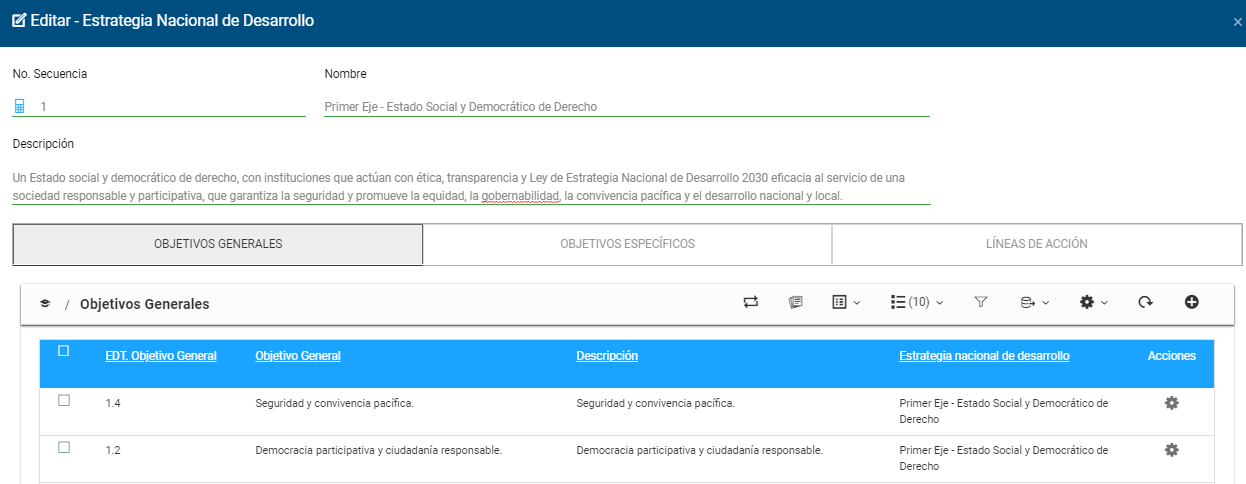 Editar - Estrategia Nacional de Desarrollo
×
No. Secuencia
Nombre
1
Primer Eje - Estado Social y Democrático de Derecho
Descripción
Un Estado social y democrático de derecho, con instituciones que actúan con ética, transparencia y Ley de Estrategia Nacional de Desarrollo 2030 eficacia al servicio de una
sociedad responsable y participativa, que garantiza la seguridad y promueve la equidad, la gobernabilidad, la convivencia pacífica y el desarrollo nacional y local.
OBJETIVOS GENERALES
OBJETIVOS ESPECÍFICOS
LÍNEAS DE ACCIÓN
/ Objetivos Generales
(10)
EDT. Objetivo General
Objetivo General
Descripción
Estrategia nacional de desarrollo
Acciones
1.4
Seguridad y convivencia pacífica.
Seguridad y convivencia pacífica.
Primer Eje - Estado Social y Democrático de
Derecho
1.2
Democracia participativa y ciudadanía responsable.
Democracia participativa y ciudadanía responsable.
Primer Eje - Estado Social y Democrático de
Derecho